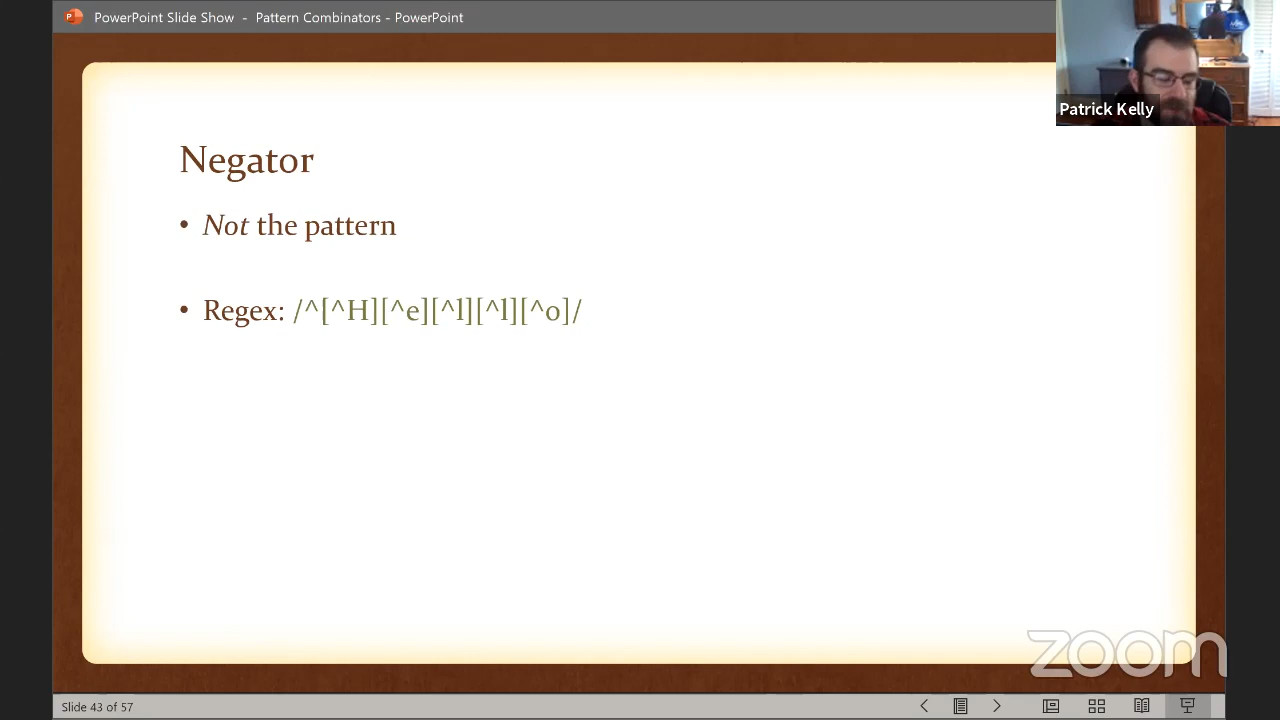 PowerPoint Slide Show - Pattern Combinators - PowerPoint
Patrick Kelly
Negator
• Not the pattern
• Regex: /^[^H][^e][^l][^l][^o]/
zoom
Slide 43 of 57